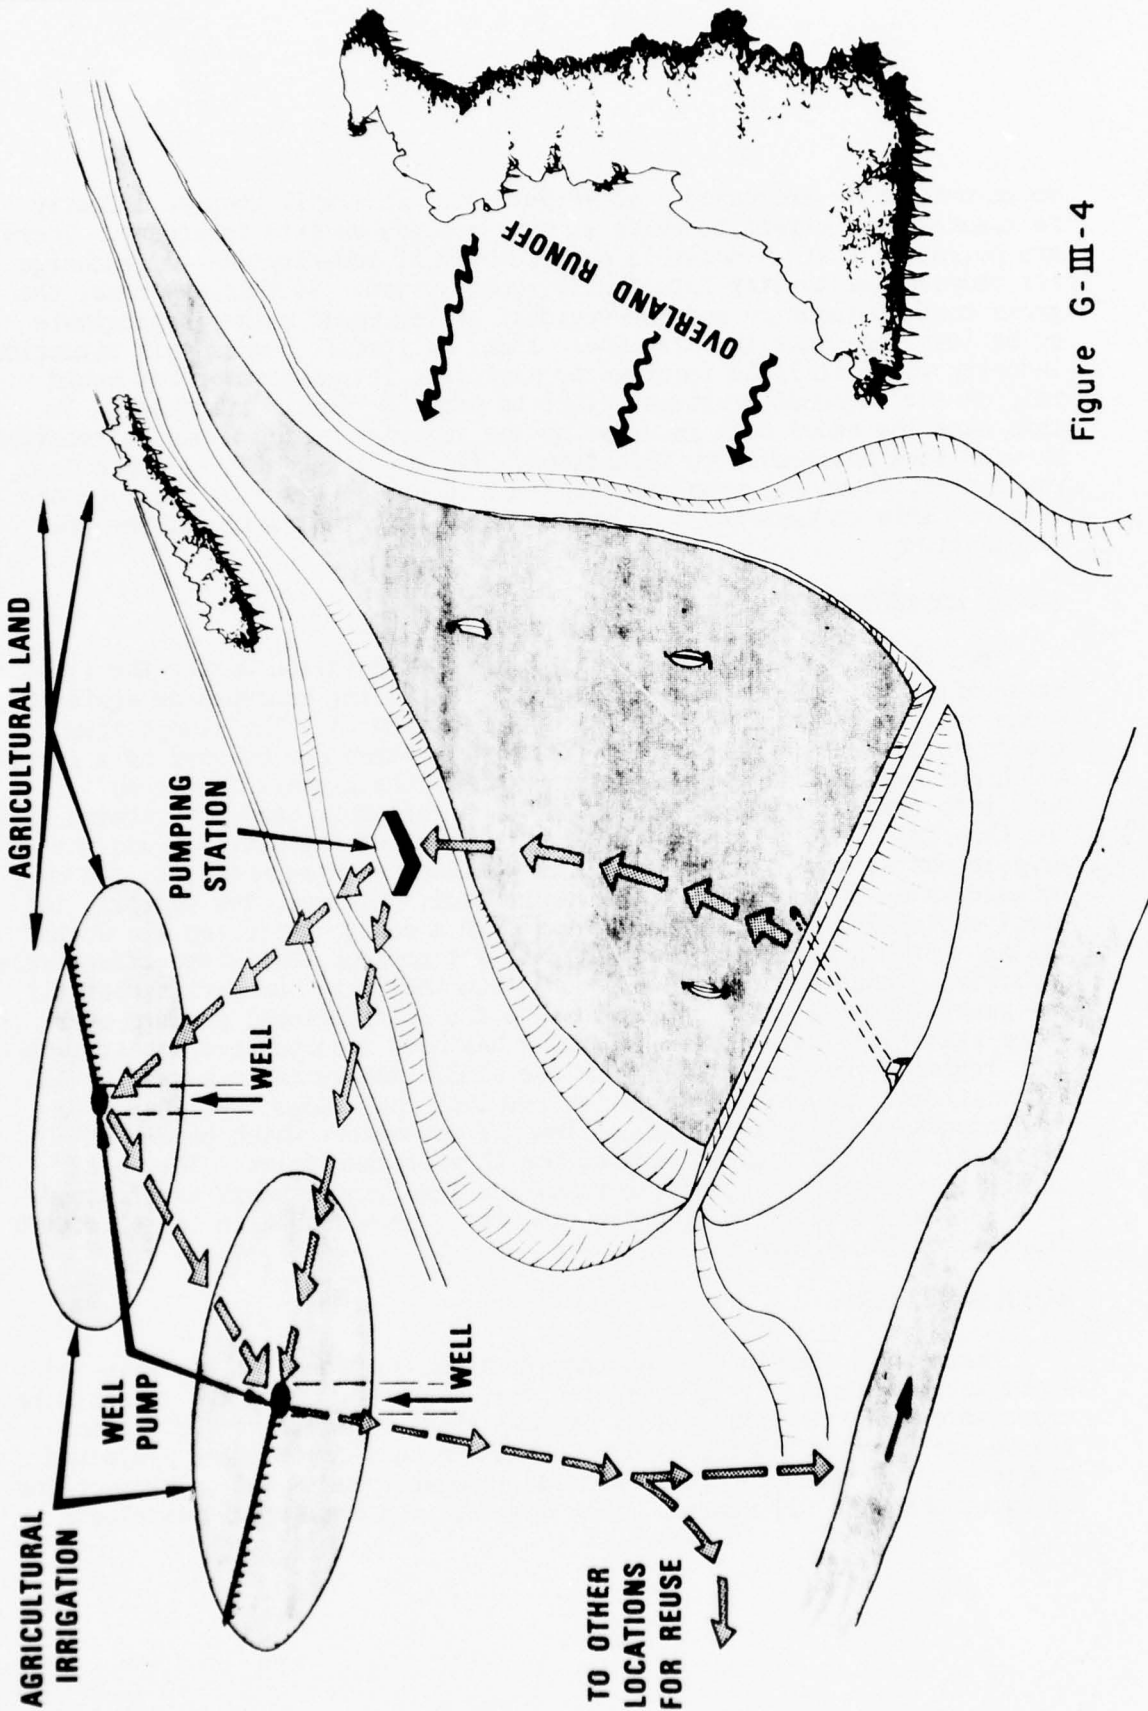 AGRICULTURAL
IRRIGATION
WELL
PUMP
AGRICULTURAL LAND
PUMPING
STATION
WELL
WELL
TO OTHER
LOCATIONS
FOR REUSE
OVERLAND RUNOFF
Figure G-III-4